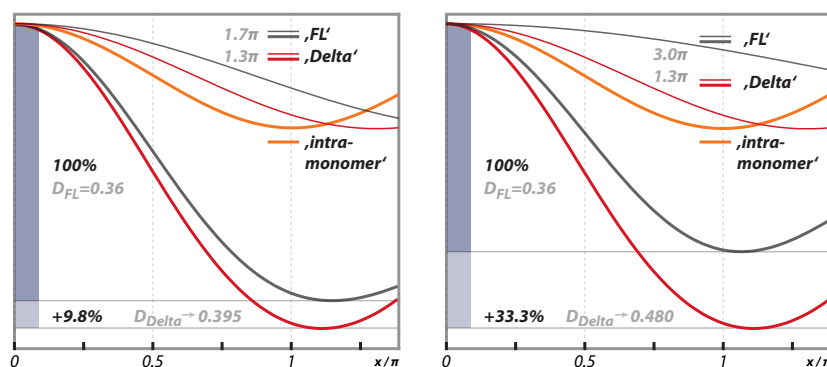 1.7π ‚FL‘
1.3π ‚Delta‘
‚intra-
monomer‘
100%
D_FL=0.36
+9.8% D_Delta→0.395
0 0.5 1 x/π
‚FL‘
3.0π
1.3π ‚Delta‘
‚intra-
monomer‘
100%
D_FL=0.36
+33.3% D_Delta→0.480
0 0.5 1 x/π